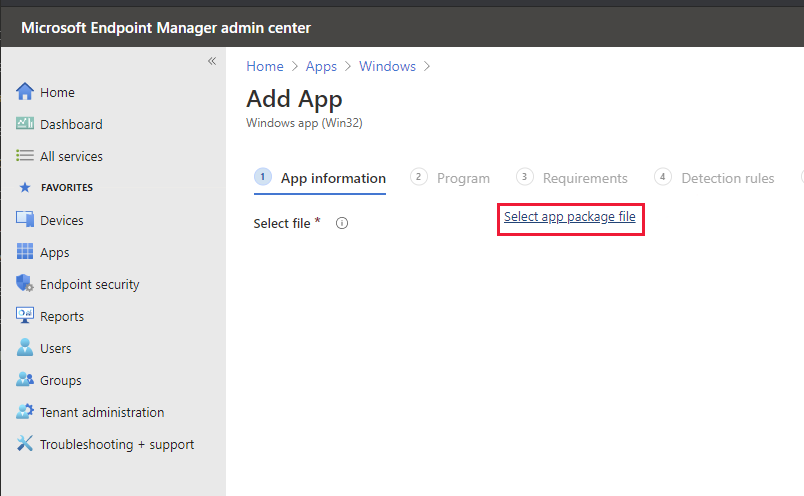 Microsoft Endpoint Manager admin center
«
Home
Dashboard
All services
FAVORITES
Devices
Apps
Endpoint security
Reports
Users
Groups
Tenant administration
Troubleshooting + support
Home > Apps > Windows >
Add App
Windows app (Win32)
1 App information 2 Program 3 Requirements 4 Detection rules
Select file * Select app package file